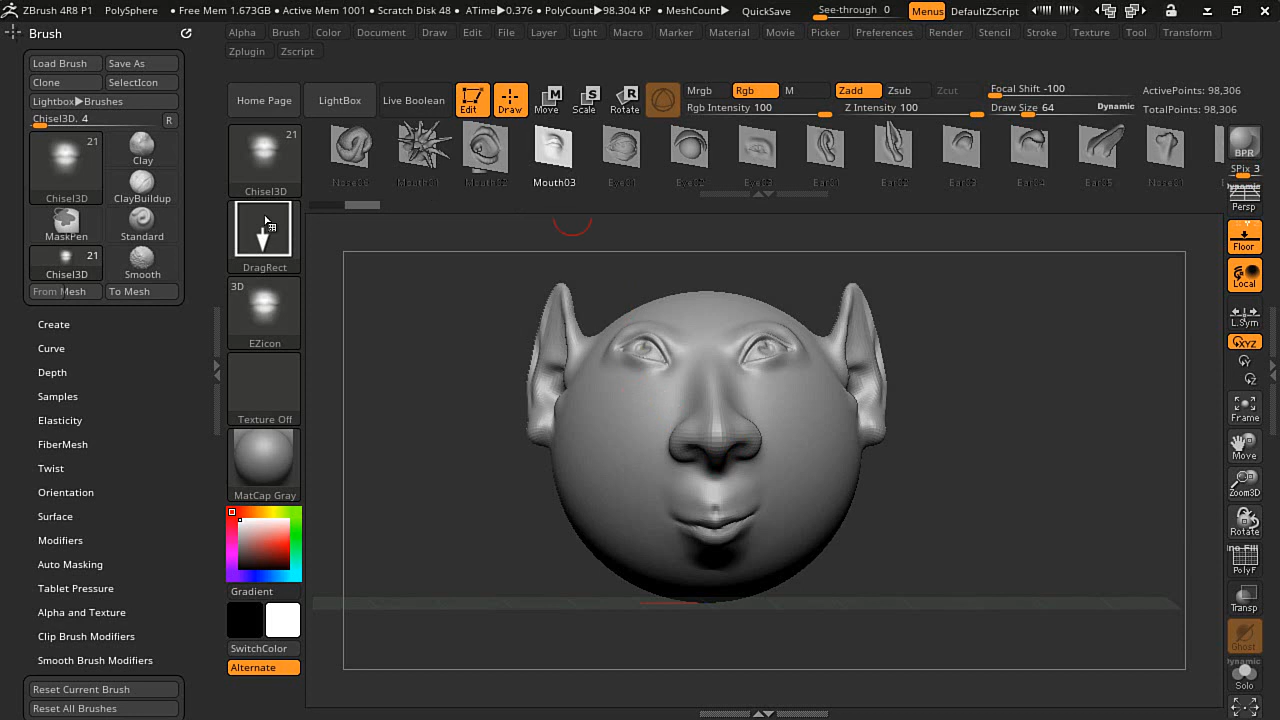 ZBrush 4R8 P1 PolySphere • Free Mem 1.673GB • Active Mem 1001 • Scratch Disk 48 • ATime▶0.376 • PolyCount▶98.304 KP • MeshCount▶ QuickSave See-through 0 Menus DefaultZScript
Brush
Alpha Brush Color Document Draw Edit File Layer Light Macro Marker Material Movie Picker Preferences Render Stencil Stroke Texture Tool Transform
Zplugin Zscript
Load Brush Save As
Clone SelectIcon
Lightbox▶Brushes
Chisel3D. 4 R
21 Clay
Chisel3D ClayBuildup
MaskPen Standard
21
Chisel3D Smooth
From Mesh To Mesh
Create
Curve
Depth
Samples
Elasticity
FiberMesh
Twist
Orientation
Surface
Modifiers
Auto Masking
Tablet Pressure
Alpha and Texture
Clip Brush Modifiers
Smooth Brush Modifiers
Reset Current Brush
Reset All Brushes
Home Page LightBox Live Boolean Edit Draw Move Scale Rotate
Mrgb Rgb M Zadd Zsub Zcut Focal Shift -100 ActivePoints: 98,306
Rgb Intensity 100 Z Intensity 100 Draw Size 64 Dynamic TotalPoints: 98,306
21
Chisel3D
DragRect
3D
EZicon
Texture Off
MatCap Gray
Gradient
SwitchColor
Alternate
Mouth03
BPR
SPix 3
Dynamic
Persp
Floor
Local
L.Sym
XYZ
Y
Z
Frame
Move
Zoom3D
Rotate
PolyF
Transp
Ghost
Dynamic
Solo